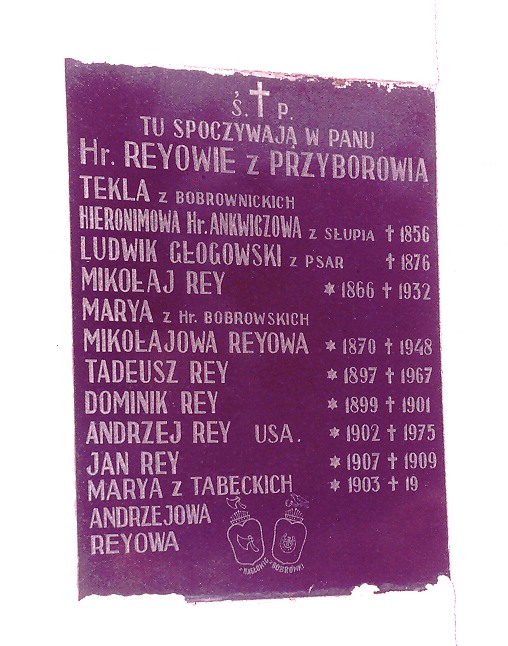 Ś. † P.
TU SPOCZYWAJĄ W PANU
Hr. REYOWIE z PRZYBOROWIA
TEKLA z BOBROWNICKICH
HIERONIMOWA Hr. ANKWICZOWA z SŁUPIA † 1856
LUDWIK GŁOGOWSKI z PSAR † 1876
MIKOŁAJ REY * 1866 † 1932
MARYA z Hr. BOBROWSKICH
MIKOŁAJOWA REYOWA * 1870 † 1948
TADEUSZ REY * 1897 † 1967
DOMINIK REY * 1899 † 1901
ANDRZEJ REY USA. * 1902 † 1975
JAN REY * 1907 † 1909
MARYA z TABĘCKICH * 1903 † 19
ANDRZEJOWA
REYOWA